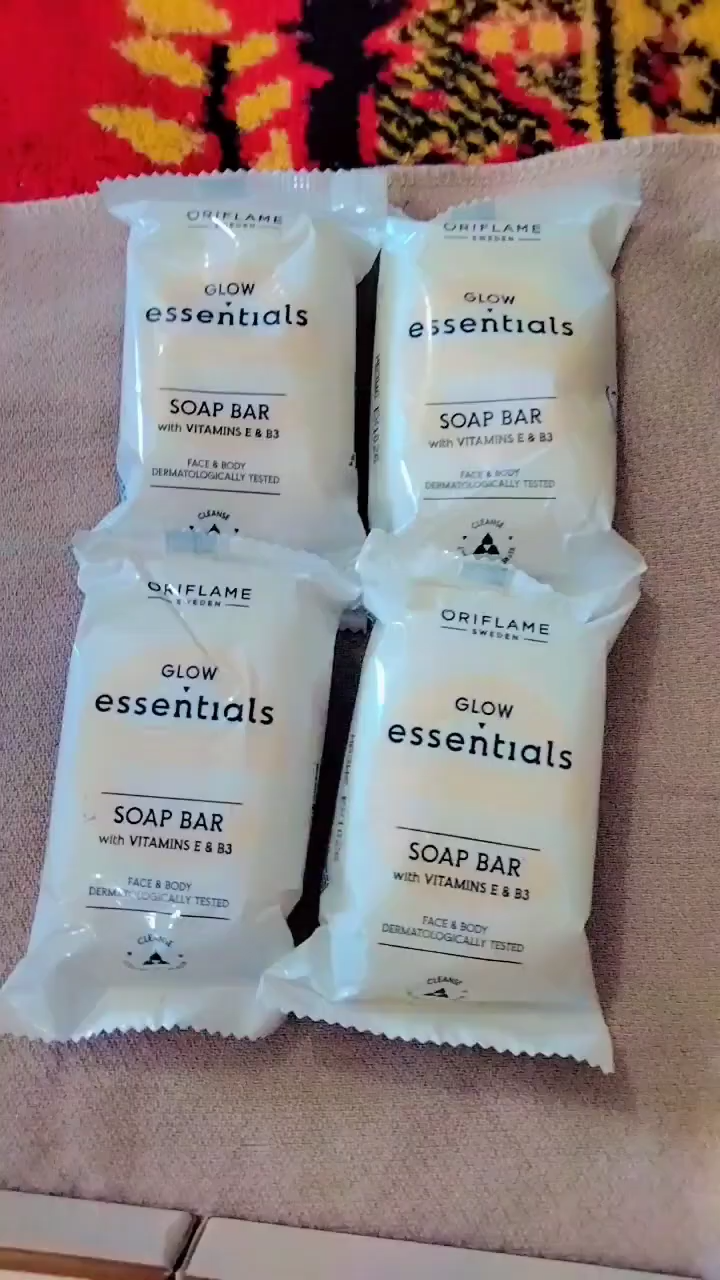 ORIFLAME
SWEDEN
GLOW
essentials
SOAP BAR
with VITAMINS E & B3
FACE & BODY
DERMATOLOGICALLY TESTED
CLEANSE
ORIFLAME
SWEDEN
GLOW
essentials
SOAP BAR
with VITAMINS E & B3
FACE & BODY
DERMATOLOGICALLY TESTED
CLEANSE
ORIFLAME
SWEDEN
GLOW
essentials
SOAP BAR
with VITAMINS E & B3
FACE & BODY
DERMATOLOGICALLY TESTED
CLEANSE
ORIFLAME
SWEDEN
GLOW
essentials
SOAP BAR
with VITAMINS E & B3
FACE & BODY
DERMATOLOGICALLY TESTED
CLEANSE